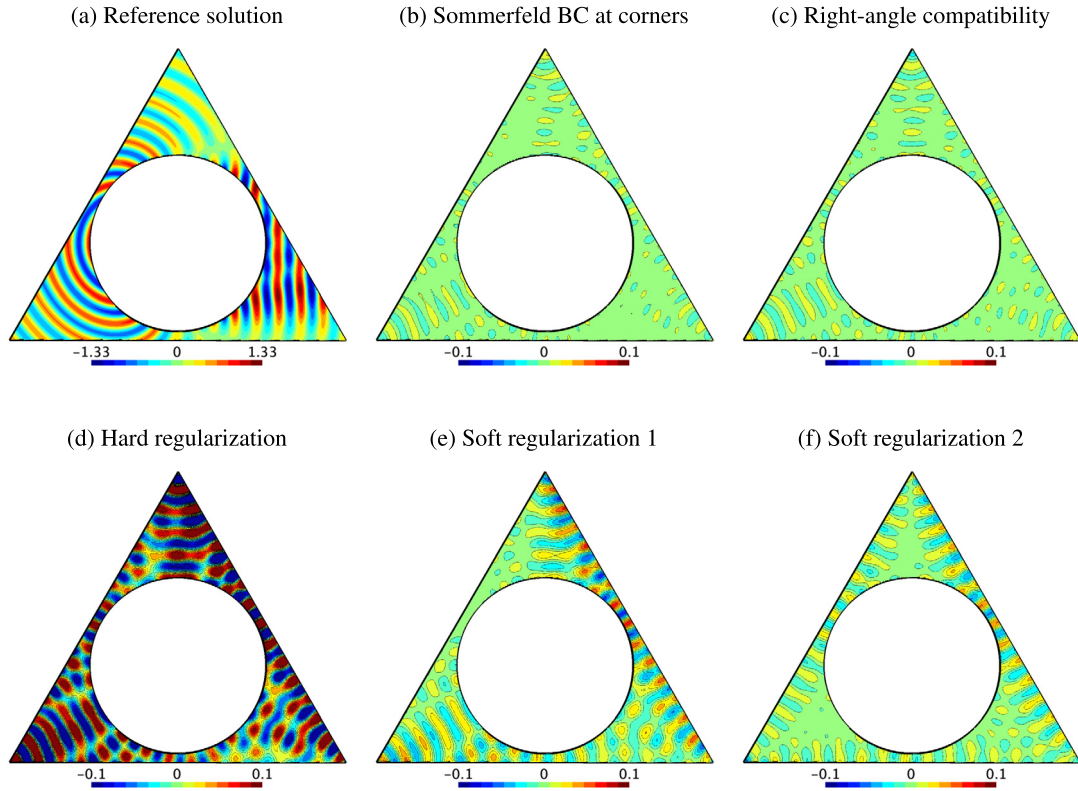 (a) Reference solution
(b) Sommerfeld BC at corners
(c) Right-angle compatibility
−1.33 0 1.33
−0.1 0 0.1
−0.1 0 0.1
(d) Hard regularization
(e) Soft regularization 1
(f) Soft regularization 2
−0.1 0 0.1
−0.1 0 0.1
−0.1 0 0.1